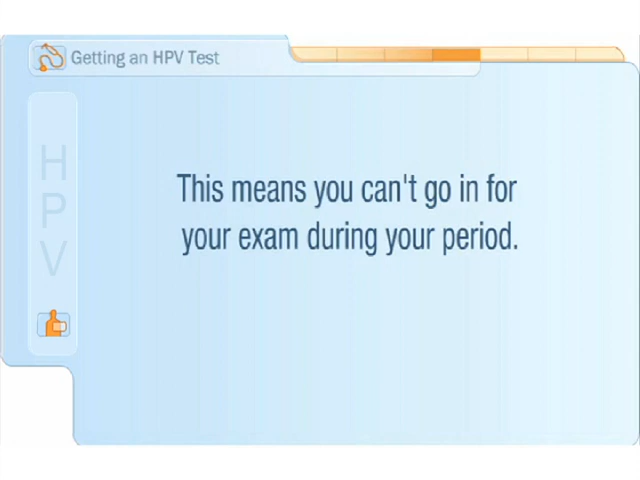 Getting an HPV Test
H
P
V
This means you can't go in for
your exam during your period.